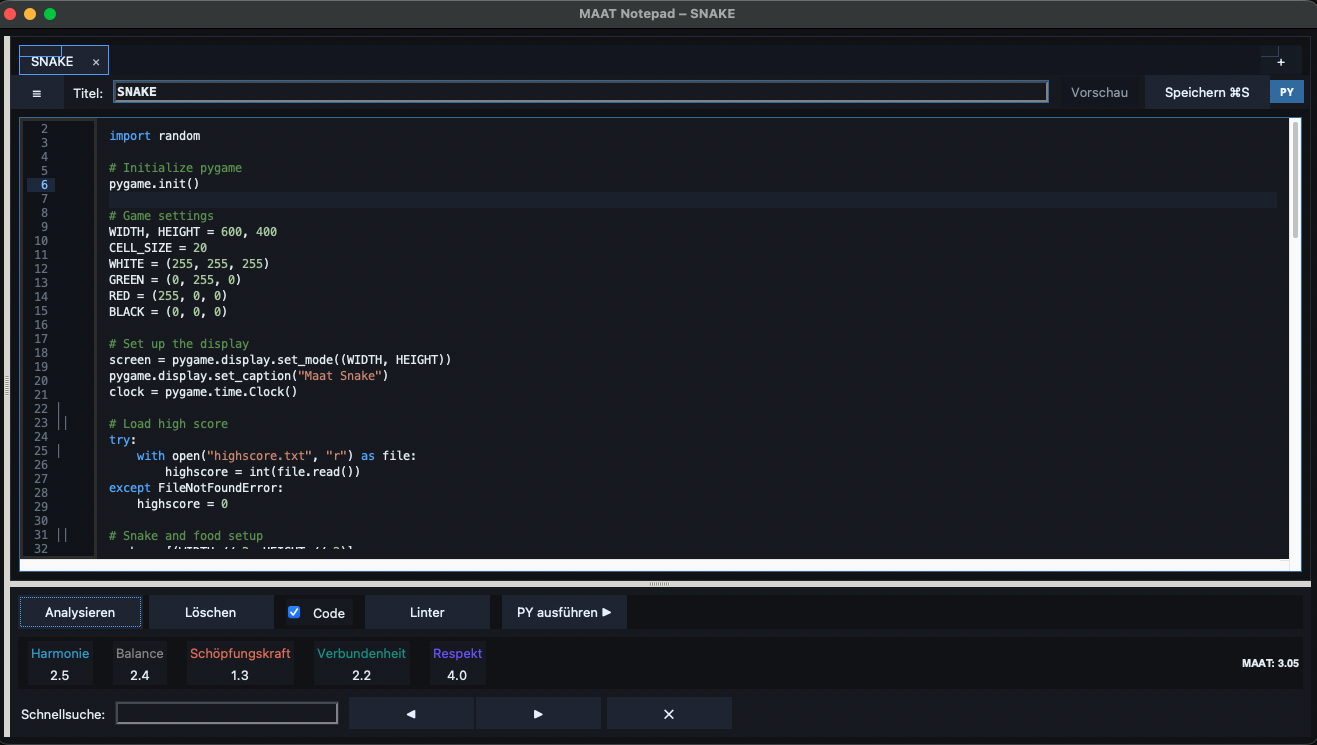 MAAT Notepad – SNAKE
SNAKE ×
+
≡ Titel: SNAKE Vorschau Speichern ⌘S PY
2
3
4
5
6
7
8
9
10
11
12
13
14
15
16
17
18
19
20
21
22
23
24
25
26
27
28
29
30
31
32
import random
# Initialize pygame
pygame.init()
# Game settings
WIDTH, HEIGHT = 600, 400
CELL_SIZE = 20
WHITE = (255, 255, 255)
GREEN = (0, 255, 0)
RED = (255, 0, 0)
BLACK = (0, 0, 0)
# Set up the display
screen = pygame.display.set_mode((WIDTH, HEIGHT))
pygame.display.set_caption("Maat Snake")
clock = pygame.time.Clock()
# Load high score
try:
    with open("highscore.txt", "r") as file:
        highscore = int(file.read())
except FileNotFoundError:
    highscore = 0
# Snake and food setup
Analysieren Löschen Code Linter PY ausführen ▶
Harmonie Balance Schöpfungskraft Verbundenheit Respekt
2.5 2.4 1.3 2.2 4.0
MAAT: 3.05
Schnellsuche: ◀ ▶ ✕